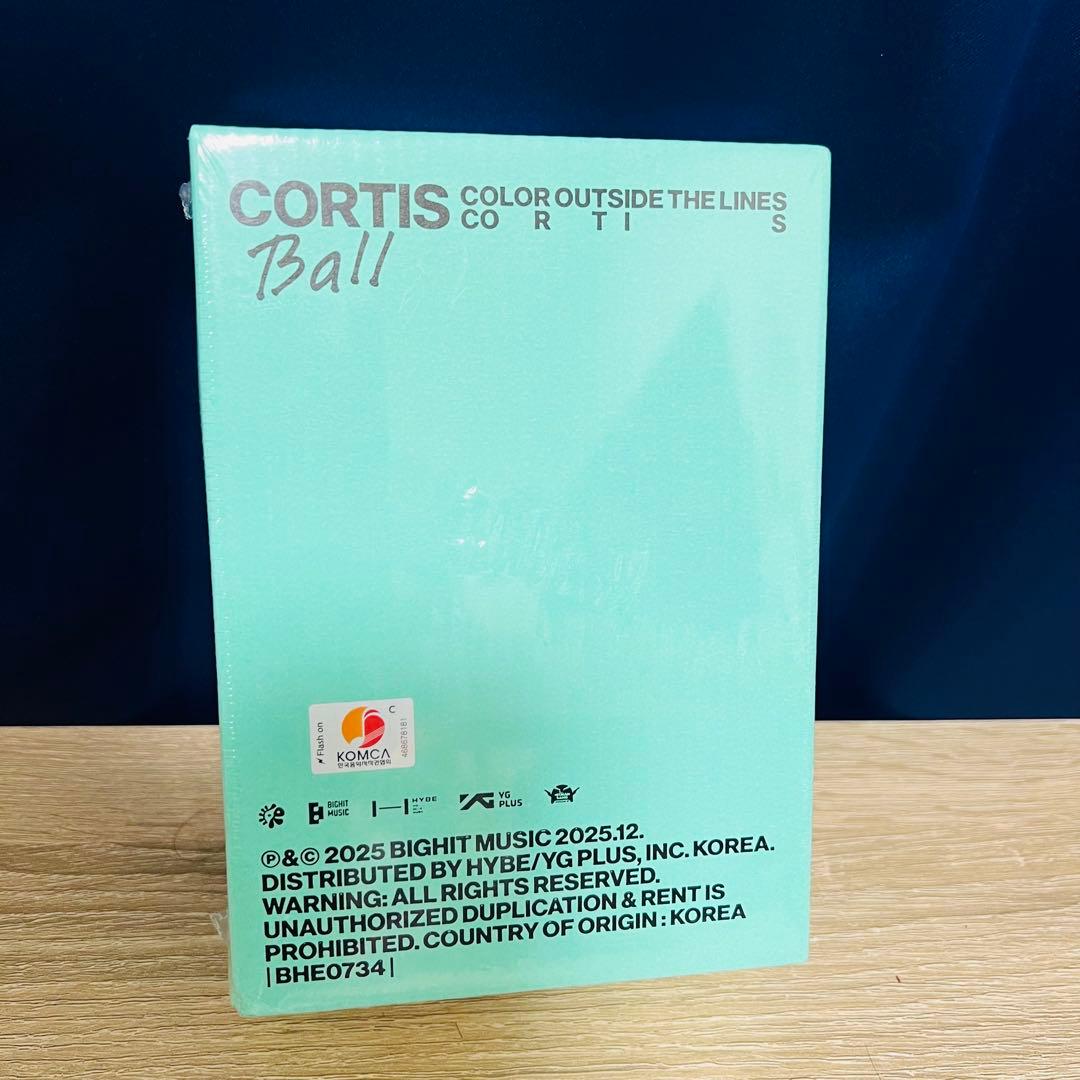 CORTIS
COLOR OUTSIDE THE LINES
CO R T I S
Ball
Flash on
C
KOMCA
한국음악저작권협회
468678181
BIGHIT
MUSIC
HYBE
YG
PLUS
Ⓟ&© 2025 BIGHIT MUSIC 2025.12.
DISTRIBUTED BY HYBE/YG PLUS, INC. KOREA.
WARNING: ALL RIGHTS RESERVED.
UNAUTHORIZED DUPLICATION & RENT IS
PROHIBITED. COUNTRY OF ORIGIN : KOREA
| BHE0734 |